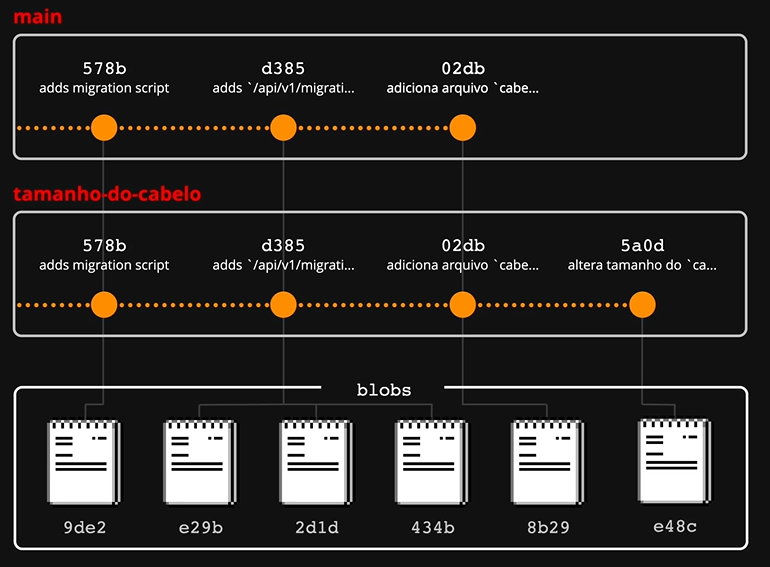 main
578b d385 02db
adds migration script adds `/api/v1/migrati... adiciona arquivo `cabe...
tamanho-do-cabelo
578b d385 02db 5a0d
adds migration script adds `/api/v1/migrati... adiciona arquivo `cabe... altera tamanho do `ca...
blobs
9de2 e29b 2d1d 434b 8b29 e48c